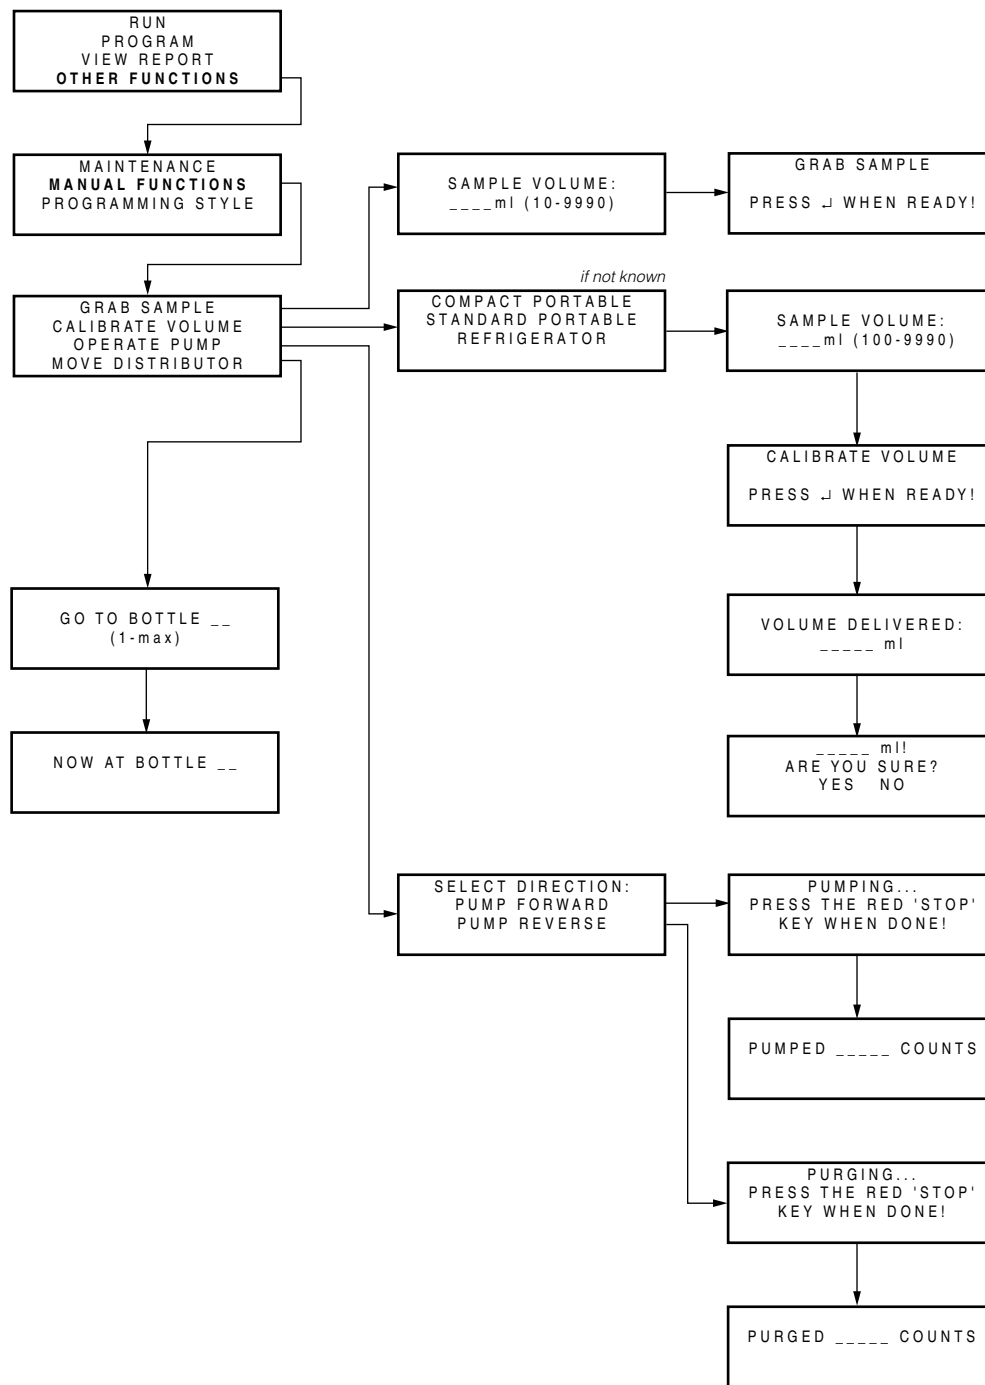 RUN
PROGRAM
VIEW REPORT
OTHER FUNCTIONS
MAINTENANCE
MANUAL FUNCTIONS
PROGRAMMING STYLE
GRAB SAMPLE
CALIBRATE VOLUME
OPERATE PUMP
MOVE DISTRIBUTOR
SAMPLE VOLUME:
____ml (10-9990)
GRAB SAMPLE
PRESS ↵ WHEN READY!
if not known
COMPACT PORTABLE
STANDARD PORTABLE
REFRIGERATOR
SAMPLE VOLUME:
____ml (100-9990)
CALIBRATE VOLUME
PRESS ↵ WHEN READY!
VOLUME DELIVERED:
_____ ml
_____ ml!
ARE YOU SURE?
YES NO
GO TO BOTTLE __
(1-max)
NOW AT BOTTLE __
SELECT DIRECTION:
PUMP FORWARD
PUMP REVERSE
PUMPING...
PRESS THE RED 'STOP'
KEY WHEN DONE!
PUMPED _____ COUNTS
PURGING...
PRESS THE RED 'STOP'
KEY WHEN DONE!
PURGED _____ COUNTS